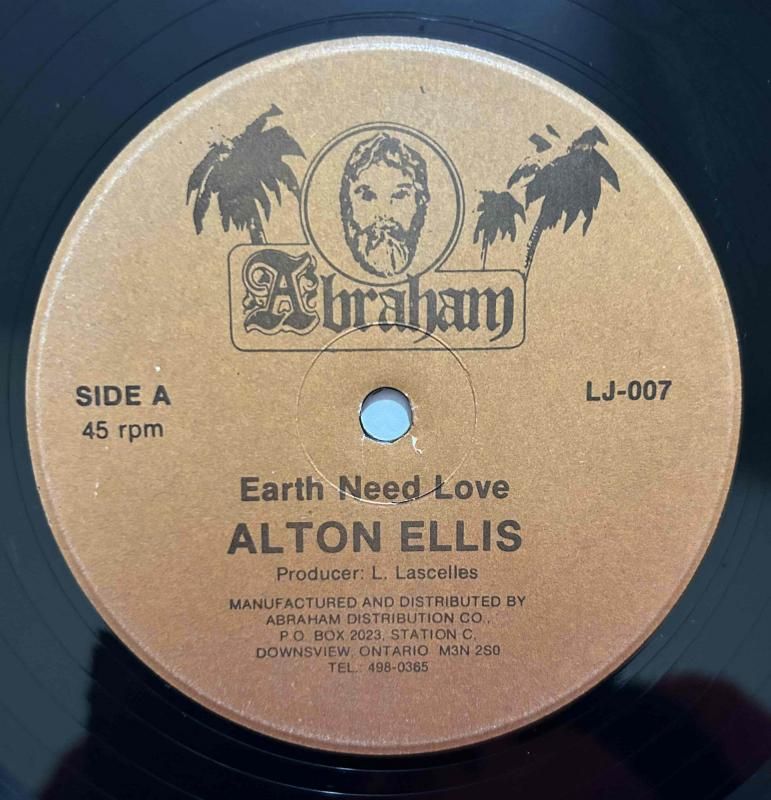 Abraham
SIDE A
45 rpm
LJ-007
Earth Need Love
ALTON ELLIS
Producer: L. Lascelles
MANUFACTURED AND DISTRIBUTED BY
ABRAHAM DISTRIBUTION CO.,
P.O. BOX 2023, STATION C,
DOWNSVIEW, ONTARIO M3N 2S0
TEL.: 498-0365